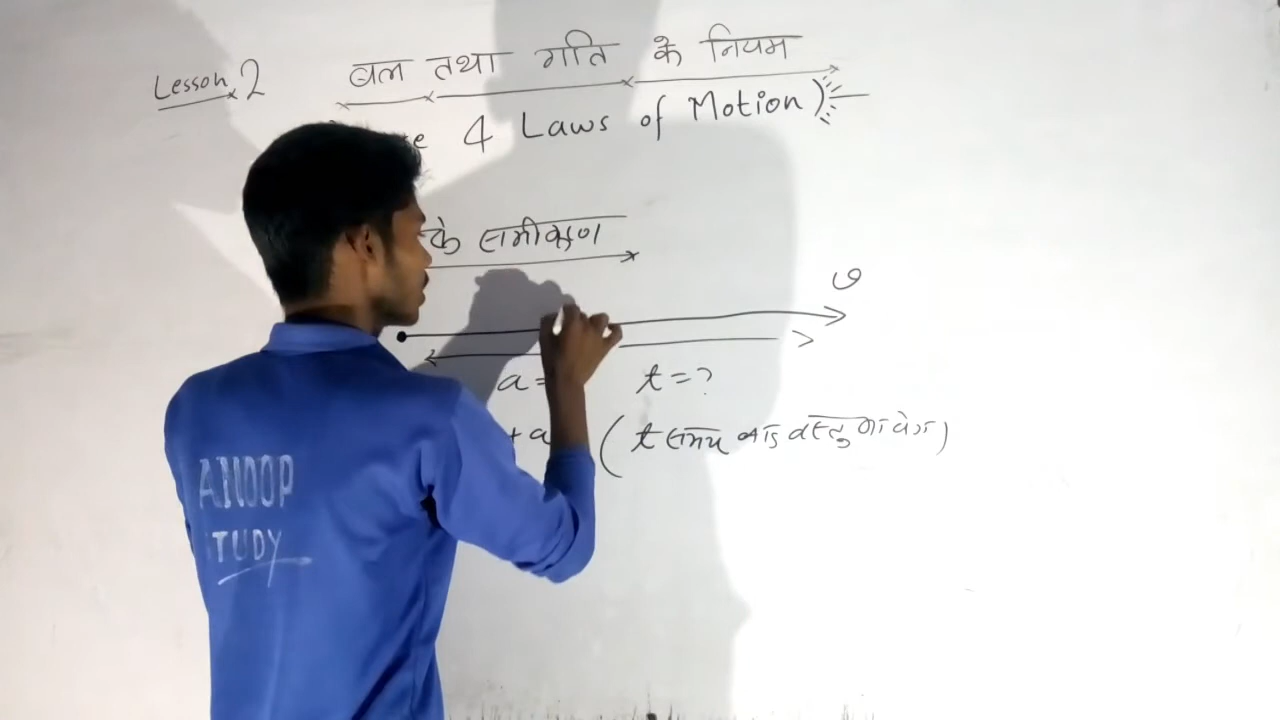 Lesson 2 बल तथा गति के नियम
4 Laws of Motion)
के समीकरण
a= t=?
+a (t समय बाद वस्तु का वेग)
ANOOP
STUDY